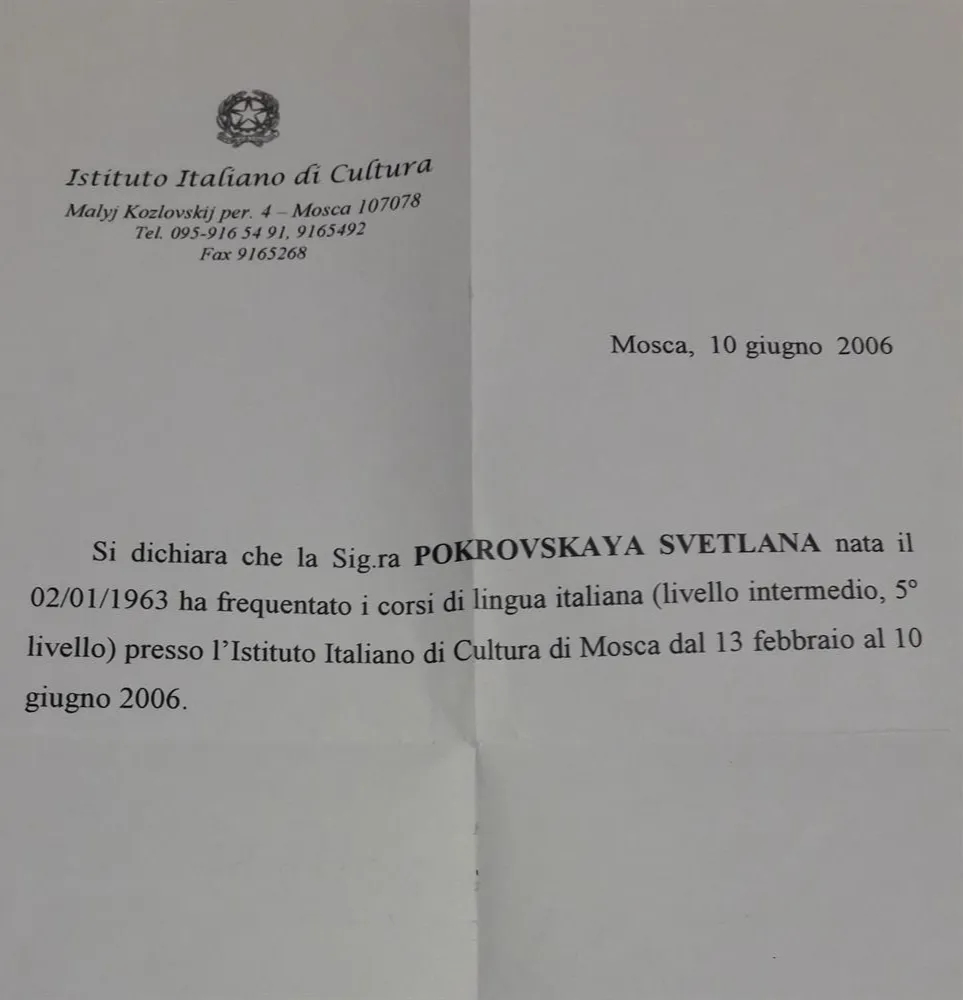 Istituto Italiano di Cultura
Malyj Kozlovskij per. 4 – Mosca 107078
Tel. 095-916 54 91, 9165492
Fax 9165268
Mosca, 10 giugno 2006
Si dichiara che la Sig.ra POKROVSKAYA SVETLANA nata il
02/01/1963 ha frequentato i corsi di lingua italiana (livello intermedio, 5°
livello) presso l'Istituto Italiano di Cultura di Mosca dal 13 febbraio al 10
giugno 2006.